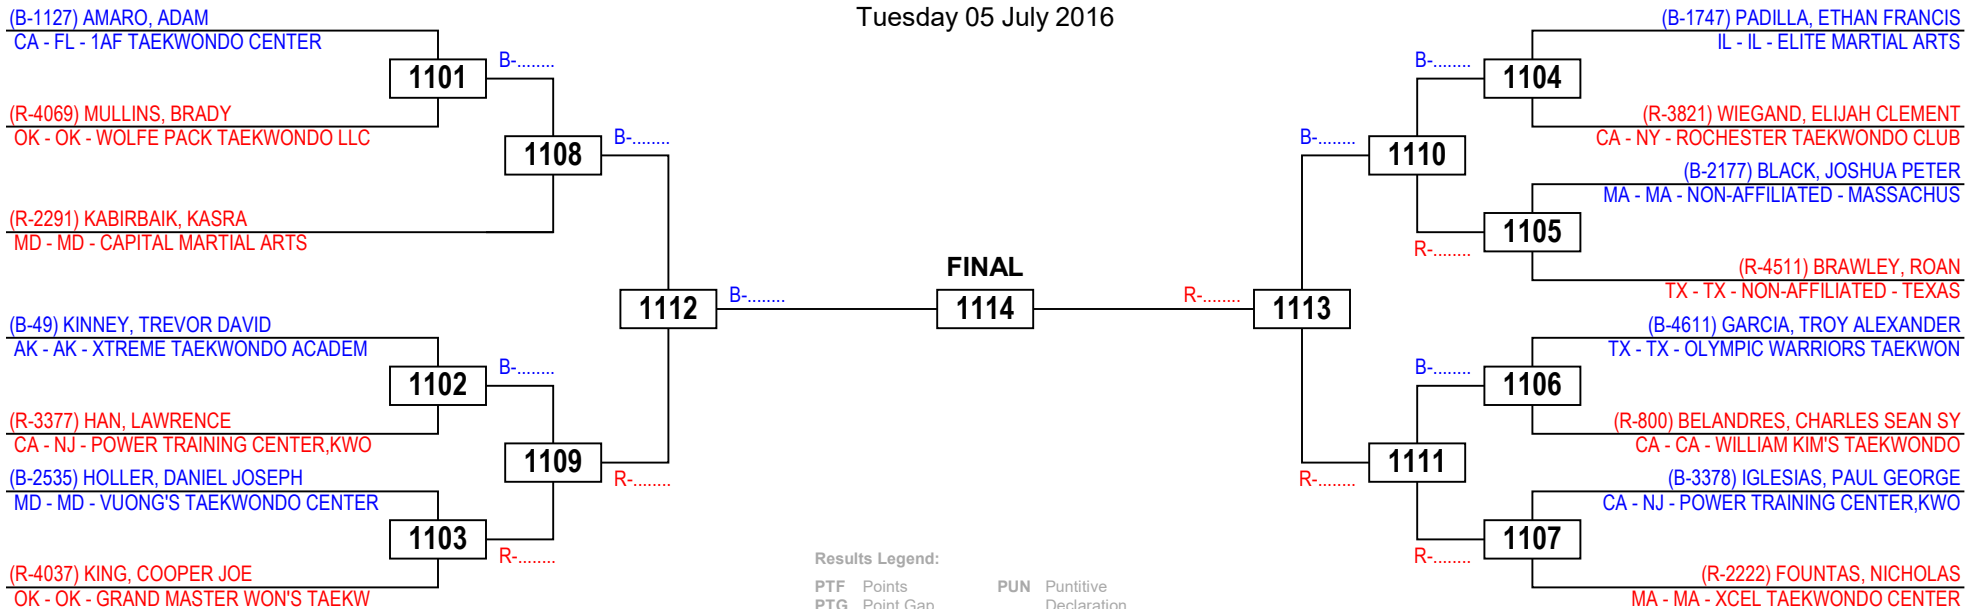 Tuesday 05 July 2016
(B-1127) AMARO, ADAM
CA - FL - 1AF TAEKWONDO CENTER
1101
B-........
(R-4069) MULLINS, BRADY
OK - OK - WOLFE PACK TAEKWONDO LLC
1108
B-........
(R-2291) KABIRBAIK, KASRA
MD - MD - CAPITAL MARTIAL ARTS
1112
B-........
(B-49) KINNEY, TREVOR DAVID
AK - AK - XTREME TAEKWONDO ACADEM
1102
B-........
(R-3377) HAN, LAWRENCE
CA - NJ - POWER TRAINING CENTER,KWO
1109
R-........
(B-2535) HOLLER, DANIEL JOSEPH
MD - MD - VUONG'S TAEKWONDO CENTER
1103
R-........
(R-4037) KING, COOPER JOE
OK - OK - GRAND MASTER WON'S TAEKW
FINAL
1114
(B-1747) PADILLA, ETHAN FRANCIS
IL - IL - ELITE MARTIAL ARTS
B-........
1104
(R-3821) WIEGAND, ELIJAH CLEMENT
CA - NY - ROCHESTER TAEKWONDO CLUB
B-........
1110
(B-2177) BLACK, JOSHUA PETER
MA - MA - NON-AFFILIATED - MASSACHUS
1105
R-........
(R-4511) BRAWLEY, ROAN
TX - TX - NON-AFFILIATED - TEXAS
R-........
1113
(B-4611) GARCIA, TROY ALEXANDER
TX - TX - OLYMPIC WARRIORS TAEKWON
B-........
1106
(R-800) BELANDRES, CHARLES SEAN SY
CA - CA - WILLIAM KIM'S TAEKWONDO
1111
R-........
(B-3378) IGLESIAS, PAUL GEORGE
CA - NJ - POWER TRAINING CENTER,KWO
1107
R-........
(R-2222) FOUNTAS, NICHOLAS
MA - MA - XCEL TAEKWONDO CENTER
Results Legend:
PTF Points PUN Puntitive
PTG Point Gap Declaration